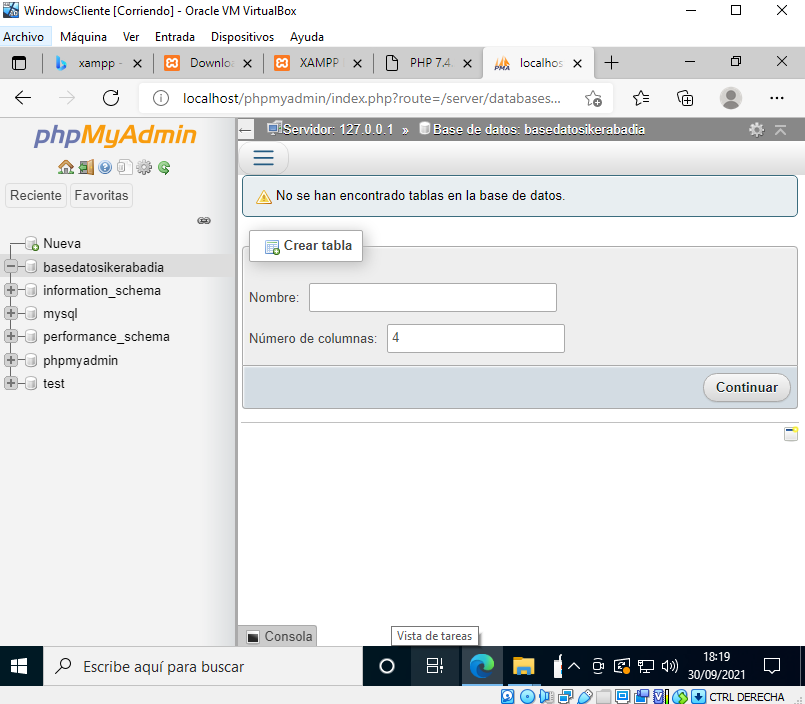 WindowsCliente [Corriendo] - Oracle VM VirtualBox
Archivo Máquina Ver Entrada Dispositivos Ayuda
xampp - Downlo XAMPP PHP 7.4. localhos
localhost/phpmyadmin/index.php?route=/server/databases...
phpMyAdmin
Servidor: 127.0.0.1 » Base de datos: basedatosikerabadia
Reciente Favoritas
No se han encontrado tablas en la base de datos.
Nueva
basedatosikerabadia
information_schema
mysql
performance_schema
phpmyadmin
test
Crear tabla
Nombre:
Número de columnas: 4
Continuar
Consola
Vista de tareas
Escribe aquí para buscar
18:19
30/09/2021
CTRL DERECHA